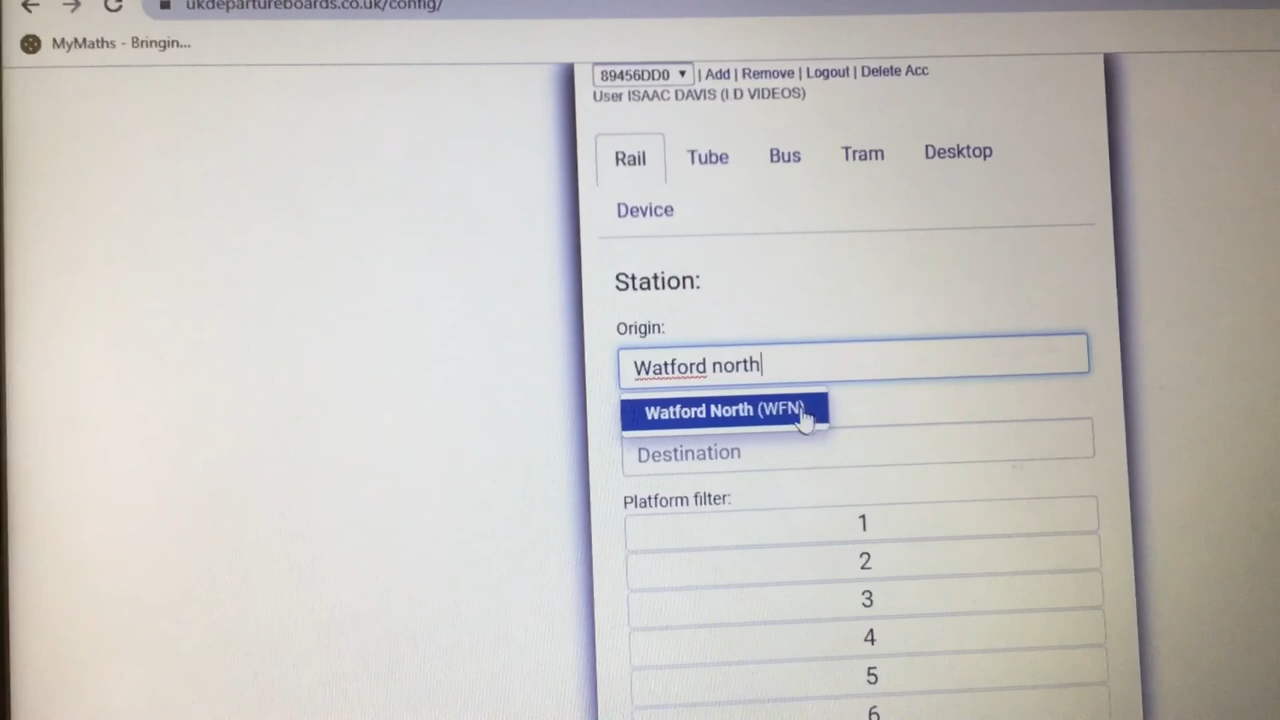 ukdepartureboards.co.uk/config/
MyMaths - Bringin...
89456DD0 ▼ | Add | Remove | Logout | Delete Acc
User ISAAC DAVIS (I D VIDEOS)
Rail Tube Bus Tram Desktop
Device
Station:
Origin:
Watford north
Watford North (WFN)
Destination
Platform filter:
1
2
3
4
5
6